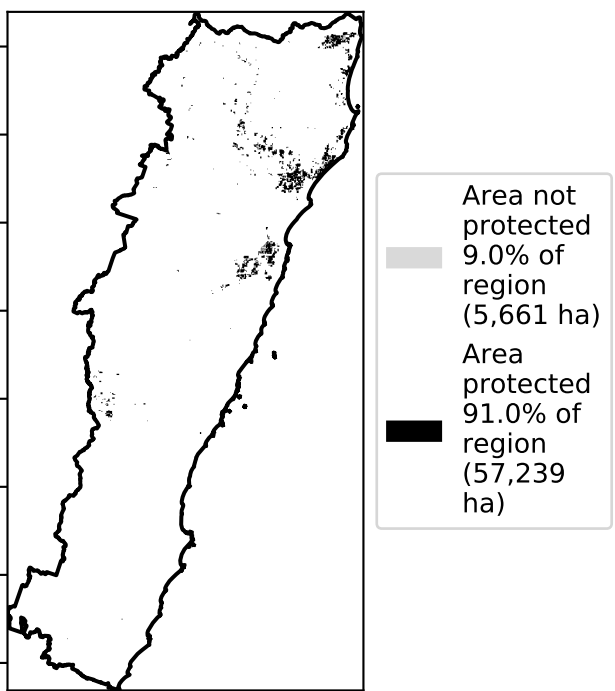 Area not
protected
9.0% of
region
(5,661 ha)
Area
protected
91.0% of
region
(57,239
ha)